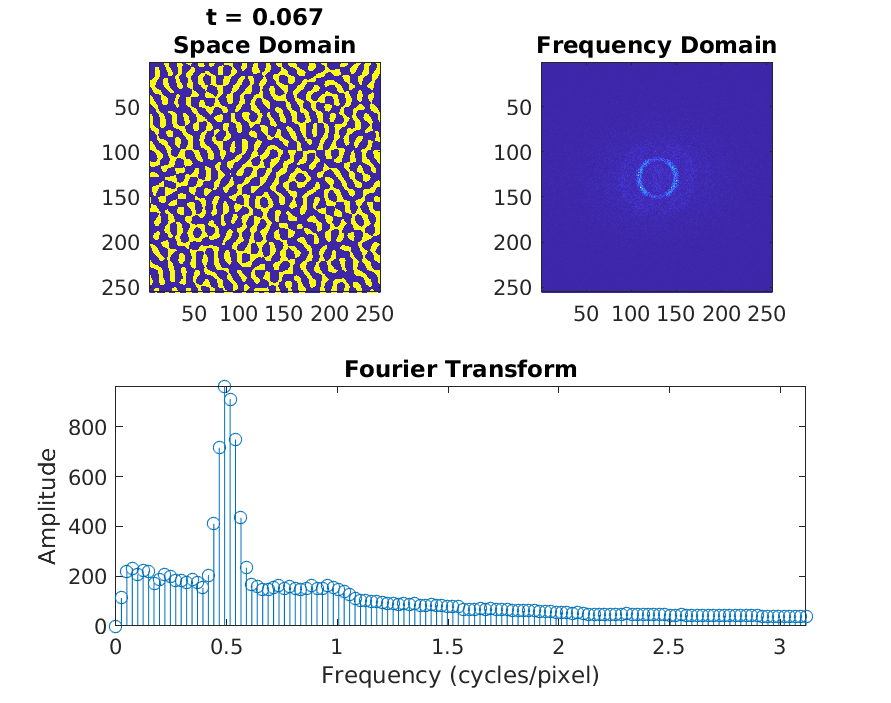 t = 0.067
Space Domain
50
100
150
200
250
50 100 150 200 250
Frequency Domain
50
100
150
200
250
50 100 150 200 250
Fourier Transform
Amplitude
800
600
400
200
0
0 0.5 1 1.5 2 2.5 3
Frequency (cycles/pixel)